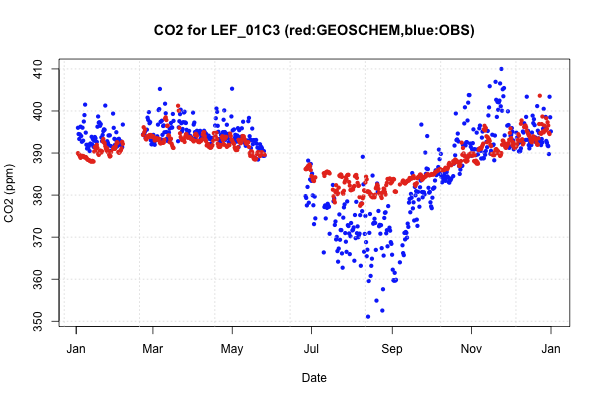 CO2 for LEF_01C3 (red:GEOSCHEM,blue:OBS)
CO2 (ppm)
410
400
390
380
370
360
350
Jan Mar May Jul Sep Nov Jan
Date